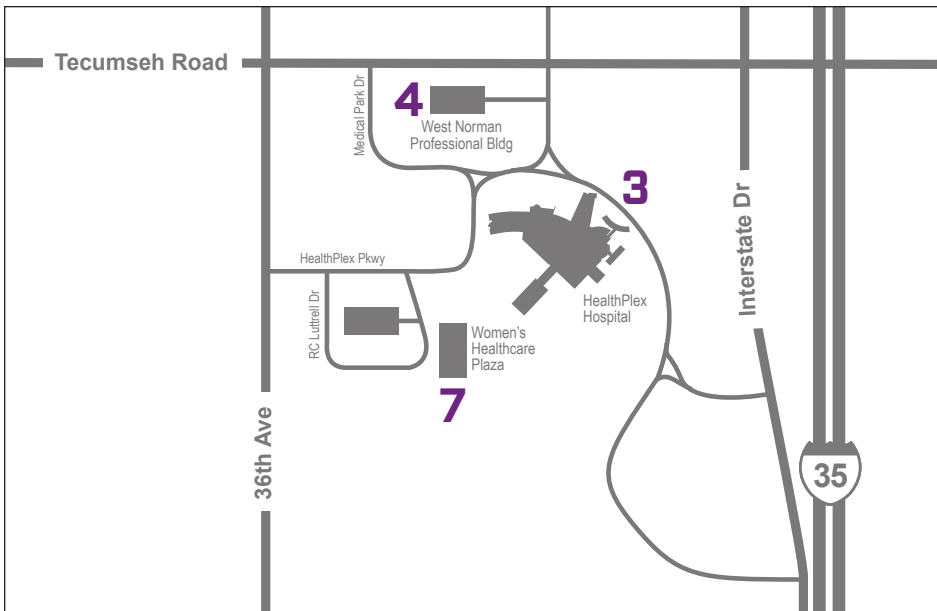 Tecumseh Road
Medical Park Dr
4
West Norman
Professional Bldg
3
Interstate Dr
HealthPlex Pkwy
HealthPlex
Hospital
RC Luttrell Dr
Women's
Healthcare
Plaza
7
36th Ave
35